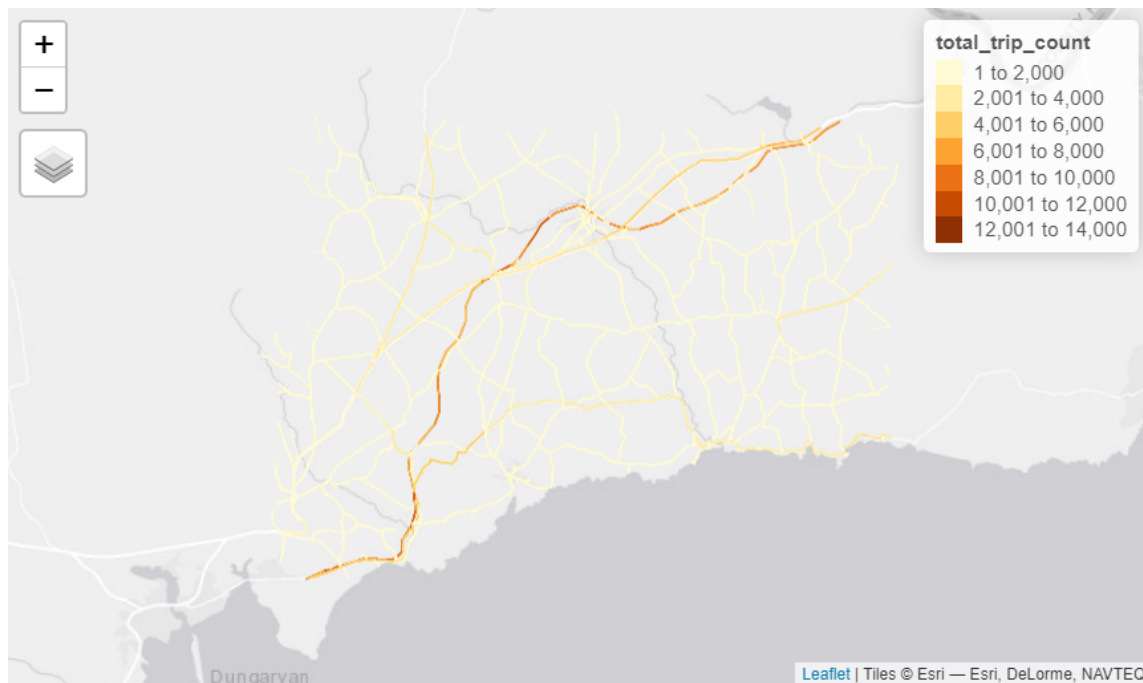 +
−
total_trip_count
1 to 2,000
2,001 to 4,000
4,001 to 6,000
6,001 to 8,000
8,001 to 10,000
10,001 to 12,000
12,001 to 14,000
Dungarvan
Leaflet | Tiles © Esri — Esri, DeLorme, NAVTEQ